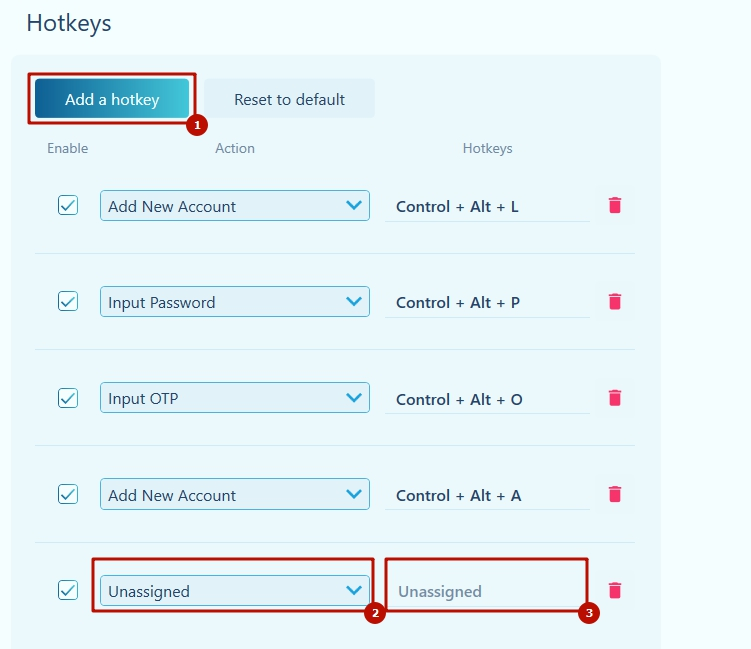 Hotkeys
Add a hotkey Reset to default
1
Enable Action Hotkeys
Add New Account Control + Alt + L
Input Password Control + Alt + P
Input OTP Control + Alt + O
Add New Account Control + Alt + A
Unassigned Unassigned
2 3